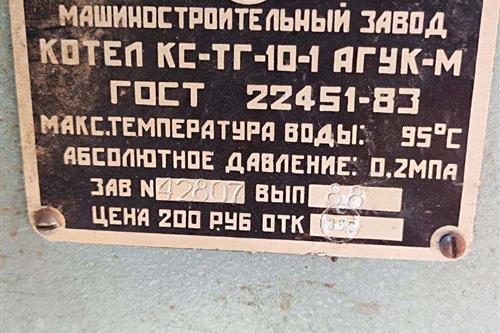 МАШИНОСТРОИТЕЛЬНЫЙ ЗАВОД
КОТЕЛ КС-ТГ-10-1 АГУК-М
ГОСТ 22451-83
МАКС.ТЕМПЕРАТУРА ВОДЫ: 95°С
АБСОЛЮТНОЕ ДАВЛЕНИЕ: 0,2МПА
ЗАВ N 42807 ВЫП 88
ЦЕНА 200 РУБ ОТК